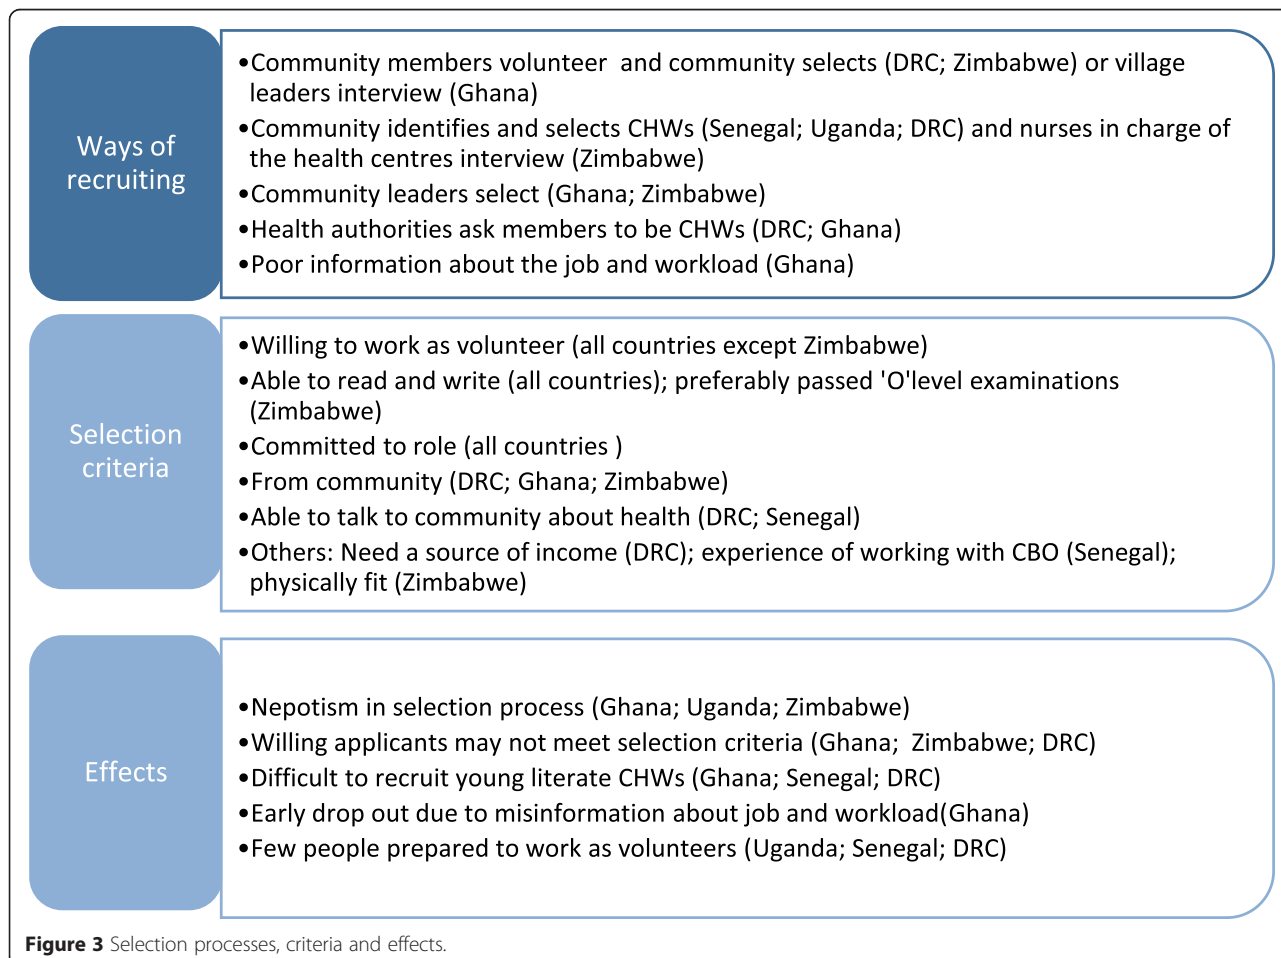 Ways of
recruiting
•Community members volunteer  and community selects (DRC; Zimbabwe) or village
leaders interview (Ghana)
•Community identifies and selects CHWs (Senegal; Uganda; DRC) and nurses in charge of
the health centres interview (Zimbabwe)
•Community leaders select (Ghana; Zimbabwe)
•Health authorities ask members to be CHWs (DRC; Ghana)
•Poor information about the job and workload (Ghana)
Selection
criteria
•Willing to work as volunteer (all countries except Zimbabwe)
•Able to read and write (all countries); preferably passed 'O'level examinations
(Zimbabwe)
•Committed to role (all countries )
•From community (DRC; Ghana; Zimbabwe)
•Able to talk to community about health (DRC; Senegal)
•Others: Need a source of income (DRC); experience of working with CBO (Senegal);
physically fit (Zimbabwe)
Effects
•Nepotism in selection process (Ghana; Uganda; Zimbabwe)
•Willing applicants may not meet selection criteria (Ghana;  Zimbabwe; DRC)
•Difficult to recruit young literate CHWs (Ghana; Senegal; DRC)
•Early drop out due to misinformation about job and workload(Ghana)
•Few people prepared to work as volunteers (Uganda; Senegal; DRC)
Figure 3 Selection processes, criteria and effects.